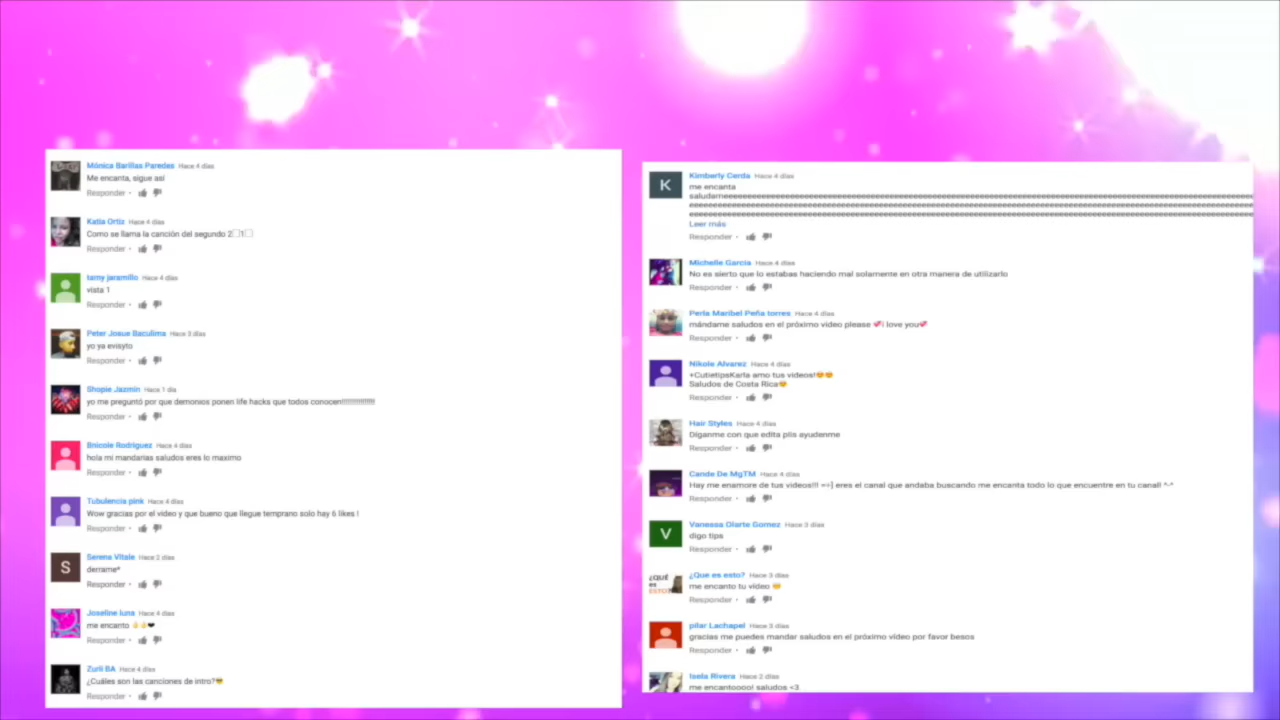 Mónica Barillas Paredes Hace 4 días
Me encanta, sigue así
Responder •
Katia Ortiz Hace 4 días
Como se llama la canción del segundo 2 1
Responder •
tamy jaramillo Hace 4 días
vista 1
Responder •
Peter Josue Baculima Hace 3 días
yo ya evisyto
Responder •
Shopie Jazmin Hace 1 día
yo me preguntó por que demonios ponen life hacks que todos conocen!!!!!!!!!!!!!!!!
Responder •
Bnicole Rodriguez Hace 4 días
hola mi mandarias saludos eres lo maximo
Responder •
Tubulencia pink Hace 4 días
Wow gracias por el video y que bueno que llegue temprano solo hay 6 likes !
Responder •
S
Serena Vitale Hace 2 días
derrame*
Responder •
Joseline luna Hace 4 días
me encanto 👌👌❤
Responder •
Zurii BA Hace 4 días
¿Cuáles son las canciones de intro?😎
Responder •
K
Kimberly Cerda Hace 4 días
me encanta
Leer más
Responder •
Michelle Garcia Hace 4 días
No es sierto que lo estabas haciendo mal solamente en otra manera de utilizarlo
Responder •
Perla Maribel Peña torres Hace 4 días
mándame saludos en el próximo video please 💞i love you💞
Responder •
Nikole Alvarez Hace 4 días
+CutietipsKarla amo tus videos!😍😍
Saludos de Costa Rica😍
Responder •
Hair Styles Hace 4 días
Díganme con que edita plis ayudenme
Responder •
Cande De MgTM Hace 4 días
Hay me enamore de tus videos!!! =+] eres el canal que andaba buscando me encanta todo lo que encuentre en tu canal! ^-^
Responder •
V
Vanessa Olarte Gomez Hace 3 días
digo tips
Responder •
¿QUÉ
es
ESTO?
¿Que es esto? Hace 3 días
me encanto tu vídeo 😇
Responder •
pilar Lachapel Hace 3 días
gracias me puedes mandar saludos en el próximo vídeo por favor besos
Responder •
Isela Rivera Hace 2 días
me encantoooo! saludos <3